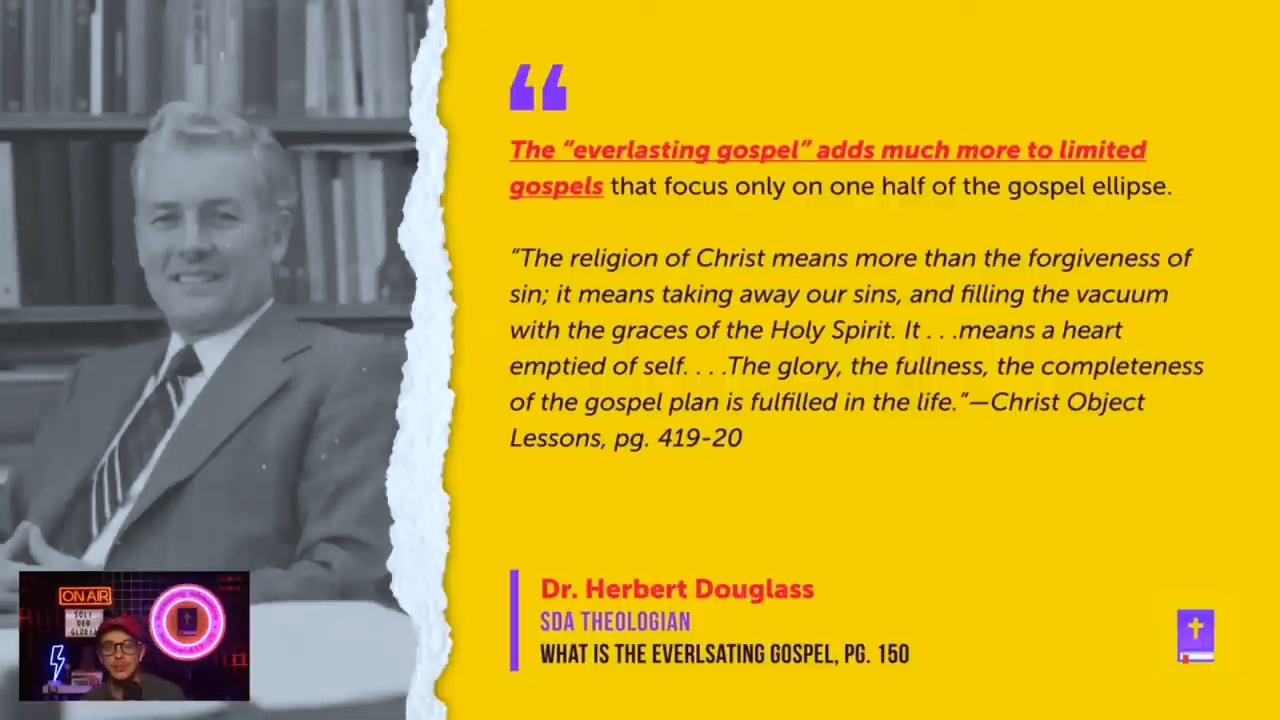 The “everlasting gospel” adds much more to limited
gospels that focus only on one half of the gospel ellipse.
“The religion of Christ means more than the forgiveness of
sin; it means taking away our sins, and filling the vacuum
with the graces of the Holy Spirit. It . . .means a heart
emptied of self. . . .The glory, the fullness, the completeness
of the gospel plan is fulfilled in the life.”—Christ Object
Lessons, pg. 419-20
Dr. Herbert Douglass
SDA THEOLOGIAN
WHAT IS THE EVERLSATING GOSPEL, PG. 150
ON AIR
SOLI
DEO
GLORIA